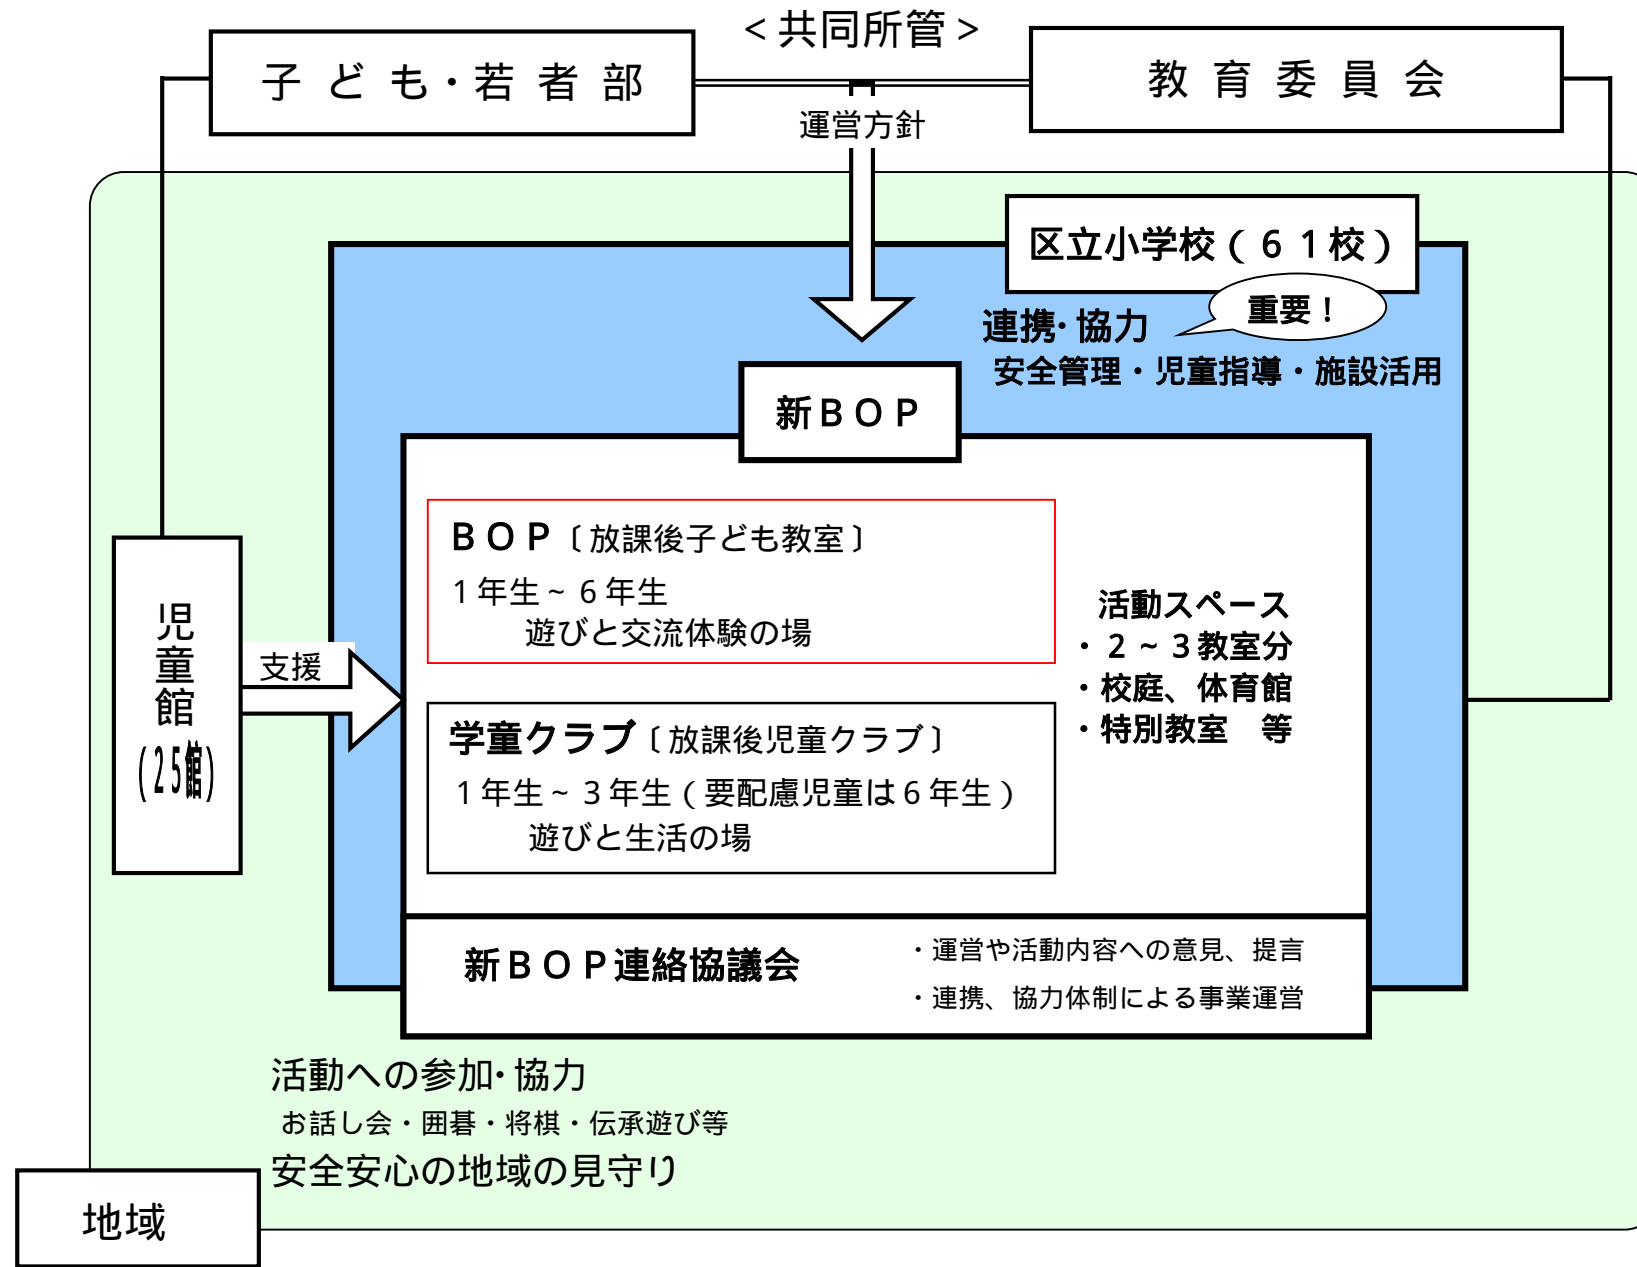 ＜共同所管＞
子ども・若者部
教育委員会
運営方針
区立小学校（６１校）
重要！
連携・協力
安全管理・児童指導・施設活用
新ＢＯＰ
ＢＯＰ〔放課後子ども教室〕
１年生～６年生
遊びと交流体験の場
活動スペース
・２～３教室分
・校庭、体育館
・特別教室　等
児童館
（２５館）
支援
学童クラブ〔放課後児童クラブ〕
１年生～３年生（要配慮児童は６年生）
遊びと生活の場
新ＢＯＰ連絡協議会
・運営や活動内容への意見、提言
・連携、協力体制による事業運営
活動への参加・協力
お話し会・囲碁・将棋・伝承遊び等
安全安心の地域の見守り
地域